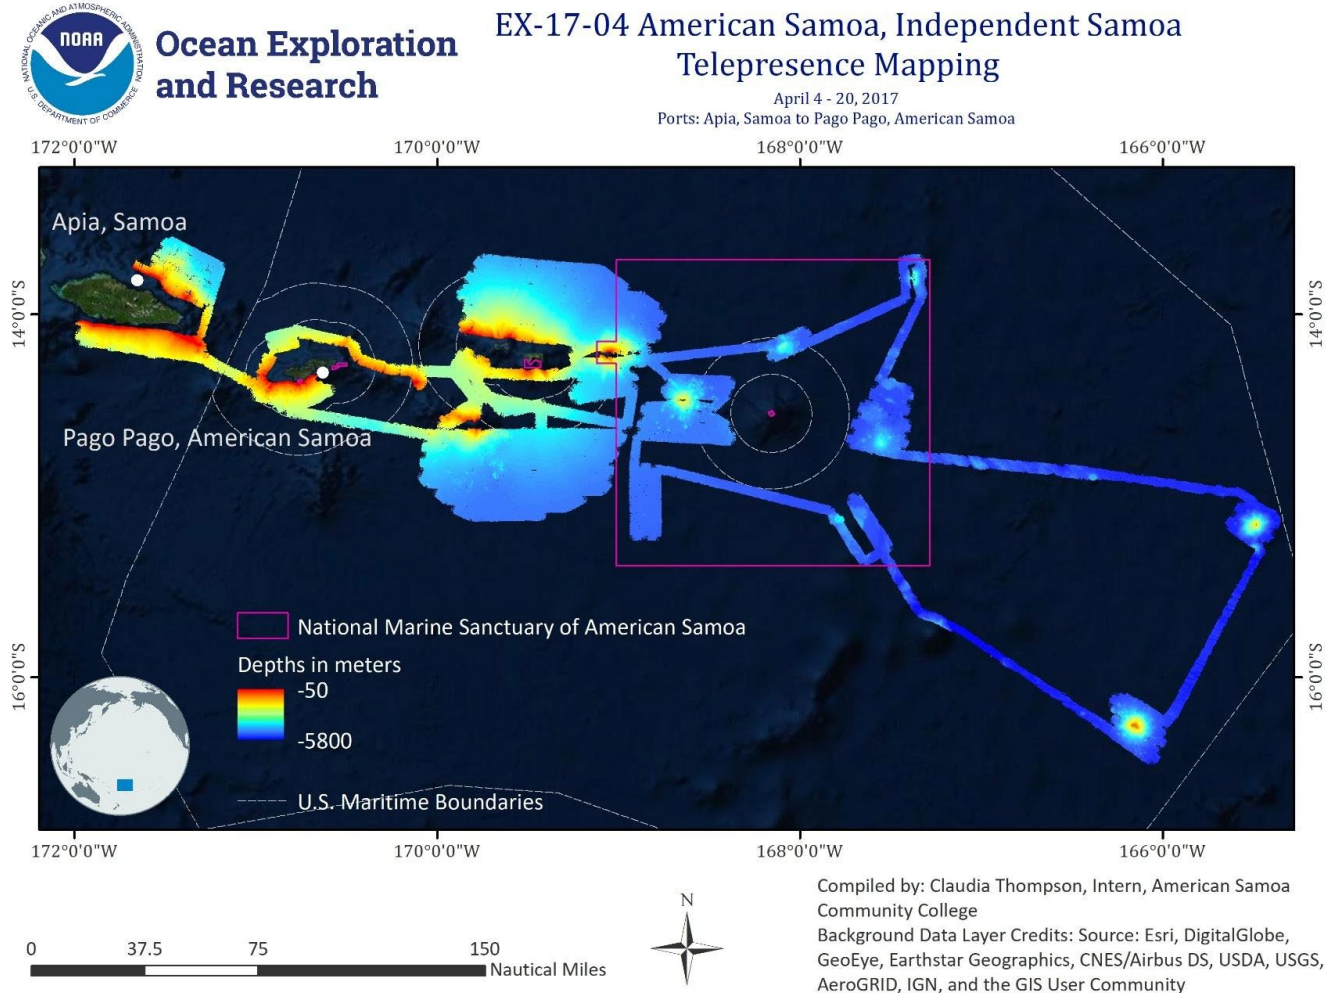 NATIONAL OCEANIC AND ATMOSPHERIC ADMINISTRATION
U.S. DEPARTMENT OF COMMERCE
NOAA
Ocean Exploration
and Research
EX-17-04 American Samoa, Independent Samoa
Telepresence Mapping
April 4 - 20, 2017
Ports: Apia, Samoa to Pago Pago, American Samoa
172°0'0"W 170°0'0"W 168°0'0"W 166°0'0"W
Apia, Samoa
14°0'0"S 14°0'0"S
Pago Pago, American Samoa
National Marine Sanctuary of American Samoa
Depths in meters
-50
-5800
16°0'0"S 16°0'0"S
U.S. Maritime Boundaries
172°0'0"W 170°0'0"W 168°0'0"W 166°0'0"W
0 37.5 75 150
Nautical Miles
N
Compiled by: Claudia Thompson, Intern, American Samoa
Community College
Background Data Layer Credits: Source: Esri, DigitalGlobe,
GeoEye, Earthstar Geographics, CNES/Airbus DS, USDA, USGS,
AeroGRID, IGN, and the GIS User Community